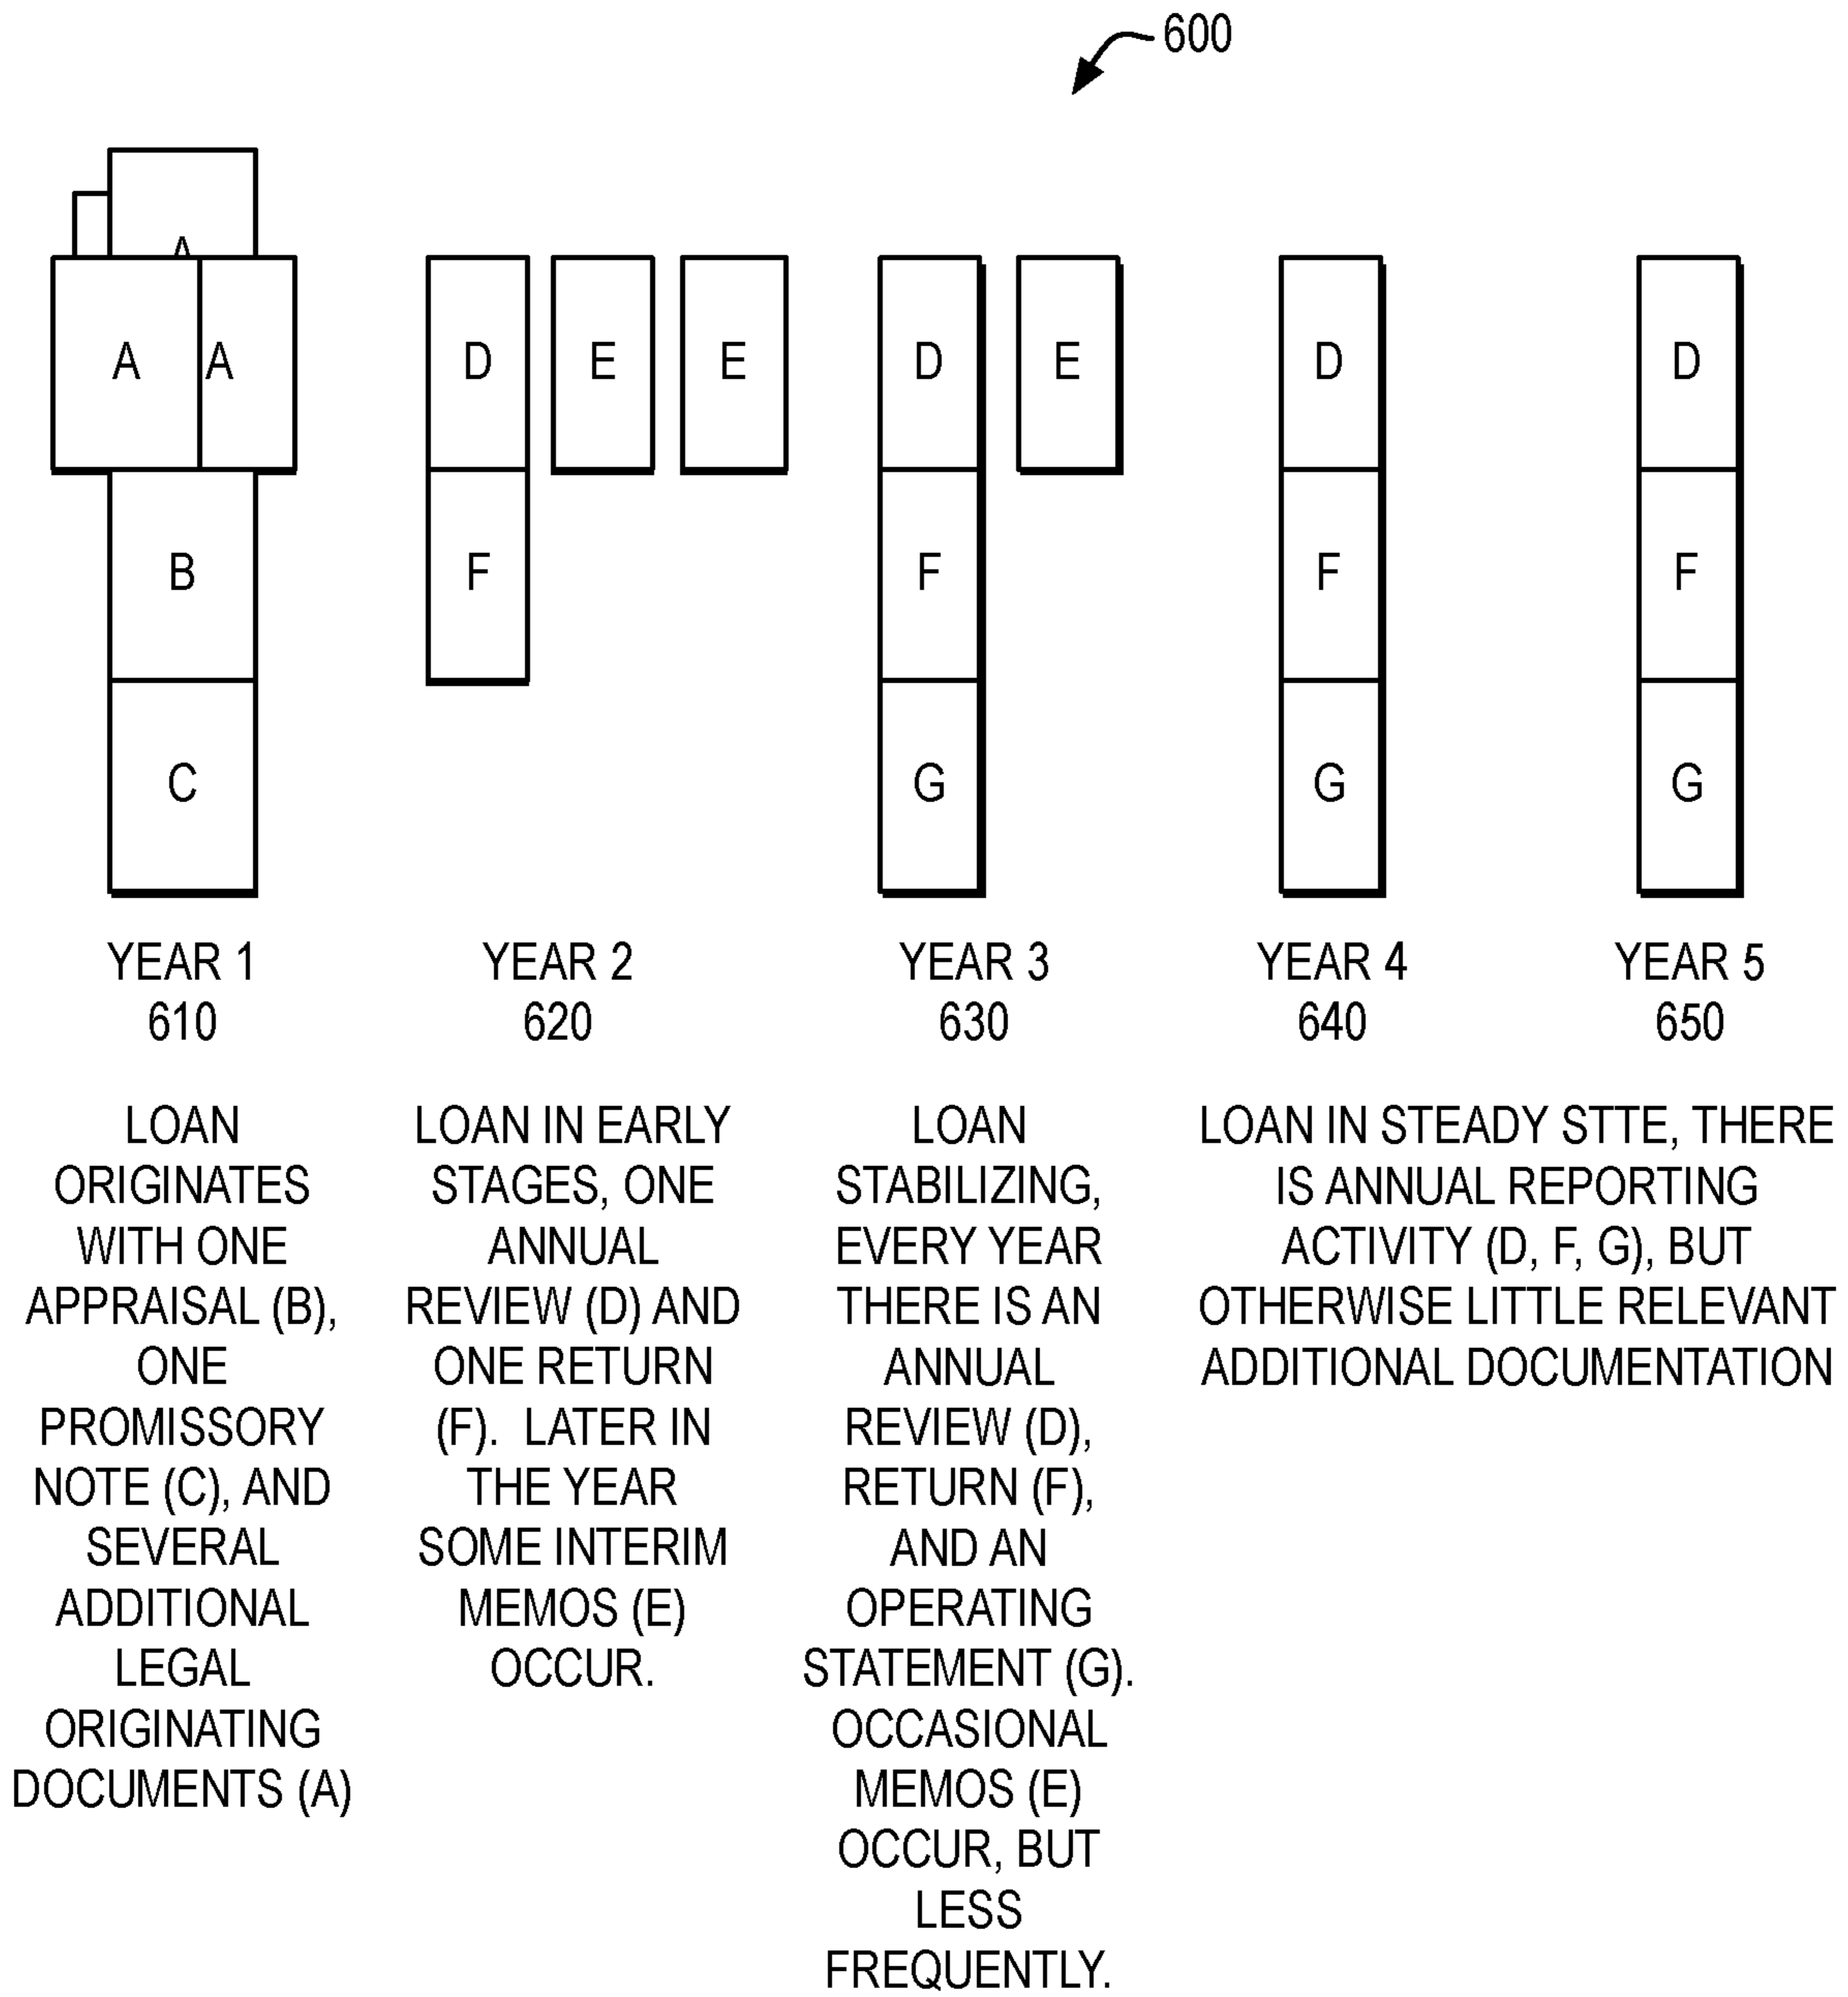 600
A
A A
B
C
D E E
F
D E
F
G
D
F
G
D
F
G
YEAR 1
610
YEAR 2
620
YEAR 3
630
YEAR 4
640
YEAR 5
650
LOAN
ORIGINATES
WITH ONE
APPRAISAL (B),
ONE
PROMISSORY
NOTE (C), AND
SEVERAL
ADDITIONAL
LEGAL
ORIGINATING
DOCUMENTS (A)
LOAN IN EARLY
STAGES, ONE
ANNUAL
REVIEW (D) AND
ONE RETURN
(F). LATER IN
THE YEAR
SOME INTERIM
MEMOS (E)
OCCUR.
LOAN
STABILIZING,
EVERY YEAR
THERE IS AN
ANNUAL
REVIEW (D),
RETURN (F),
AND AN
OPERATING
STATEMENT (G).
OCCASIONAL
MEMOS (E)
OCCUR, BUT
LESS
FREQUENTLY.
LOAN IN STEADY STTE, THERE
IS ANNUAL REPORTING
ACTIVITY (D, F, G), BUT
OTHERWISE LITTLE RELEVANT
ADDITIONAL DOCUMENTATION